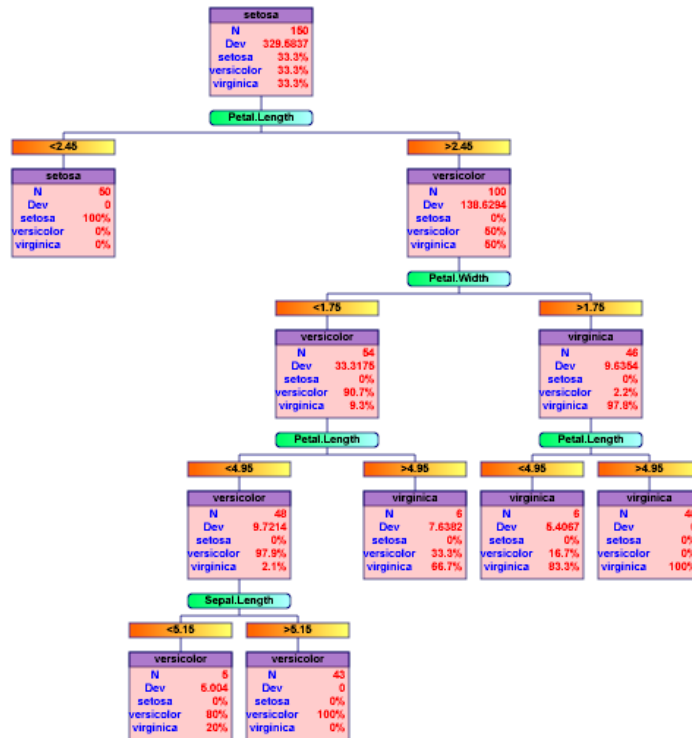 setosa
N 150
Dev 329.5837
setosa 33.3%
versicolor 33.3%
virginica 33.3%
Petal.Length
<2.45
>2.45
setosa
N 50
Dev 0
setosa 100%
versicolor 0%
virginica 0%
versicolor
N 100
Dev 138.6294
setosa 0%
versicolor 50%
virginica 50%
Petal.Width
<1.75
>1.75
versicolor
N 54
Dev 33.3175
setosa 0%
versicolor 90.7%
virginica 9.3%
virginica
N 46
Dev 9.6354
setosa 0%
versicolor 2.2%
virginica 97.8%
Petal.Length
Petal.Length
<4.95
>4.95
<4.95
>4.95
versicolor
N 48
Dev 9.7214
setosa 0%
versicolor 97.9%
virginica 2.1%
virginica
N 6
Dev 7.6382
setosa 0%
versicolor 33.3%
virginica 66.7%
virginica
N 6
Dev 5.4067
setosa 0%
versicolor 16.7%
virginica 83.3%
virginica
N
Dev
setosa
versicolor
virginica 100%
Sepal.Length
<5.15
>5.15
versicolor
N 5
Dev 5.004
setosa 0%
versicolor 80%
virginica 20%
versicolor
N 43
Dev 0
setosa 0%
versicolor 100%
virginica 0%